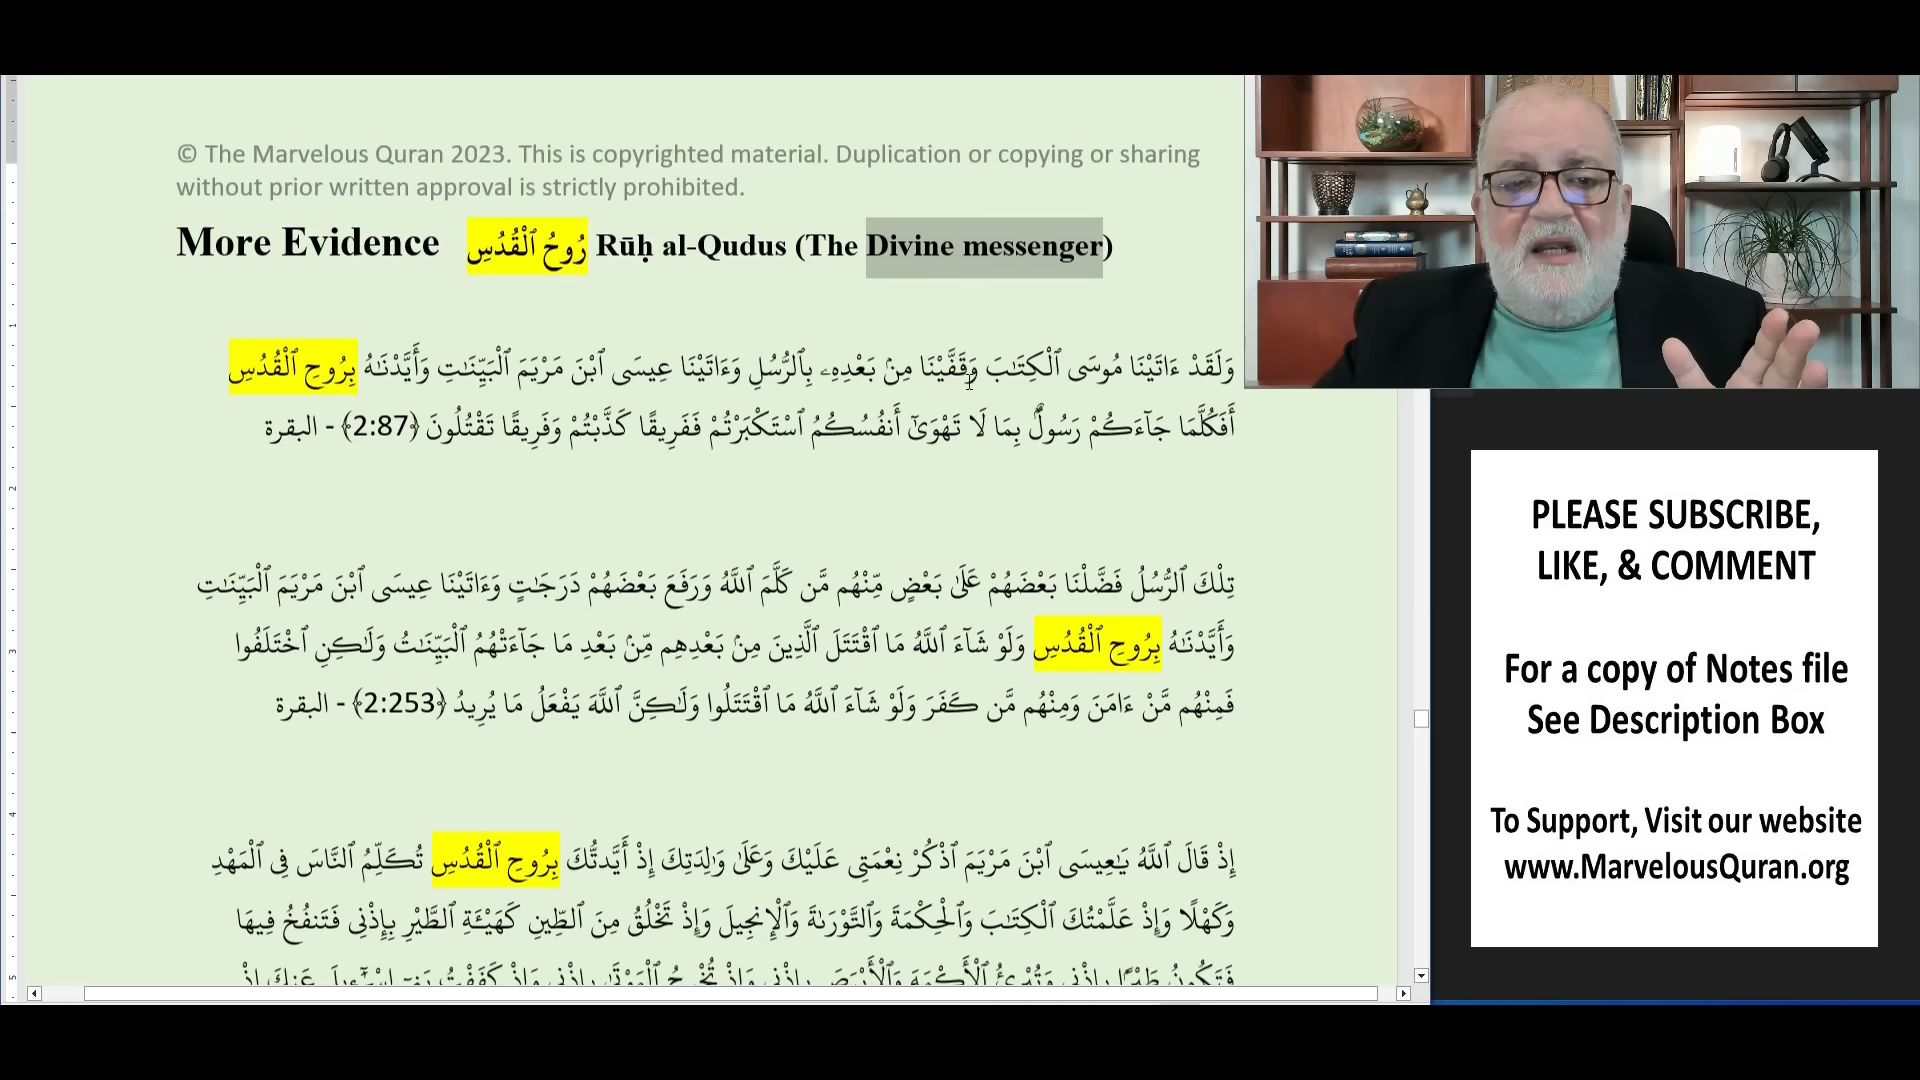 © The Marvelous Quran 2023. This is copyrighted material. Duplication or copying or sharing
without prior written approval is strictly prohibited.
More Evidence رُوحُ ٱلْقُدُسِ Rūḥ al-Qudus (The Divine messenger)
وَلَقَدْ ءَاتَيْنَا مُوسَى ٱلْكِتَـٰبَ وَقَفَّيْنَا مِنۢ بَعْدِهِۦ بِٱلرُّسُلِ وَءَاتَيْنَا عِيسَى ٱبْنَ مَرْيَمَ ٱلْبَيِّنَـٰتِ وَأَيَّدْنَـٰهُ بِرُوحِ ٱلْقُدُسِ
أَفَكُلَّمَا جَآءَكُمْ رَسُولٌۢ بِمَا لَا تَهْوَىٰٓ أَنفُسُكُمُ ٱسْتَكْبَرْتُمْ فَفَرِيقًا كَذَّبْتُمْ وَفَرِيقًا تَقْتُلُونَ ﴿2:87﴾ - البقرة
تِلْكَ ٱلرُّسُلُ فَضَّلْنَا بَعْضَهُمْ عَلَىٰ بَعْضٍ مِّنْهُم مَّن كَلَّمَ ٱللَّهُ وَرَفَعَ بَعْضَهُمْ دَرَجَـٰتٍ وَءَاتَيْنَا عِيسَى ٱبْنَ مَرْيَمَ ٱلْبَيِّنَـٰتِ
وَأَيَّدْنَـٰهُ بِرُوحِ ٱلْقُدُسِ وَلَوْ شَآءَ ٱللَّهُ مَا ٱقْتَتَلَ ٱلَّذِينَ مِنۢ بَعْدِهِم مِّنۢ بَعْدِ مَا جَآءَتْهُمُ ٱلْبَيِّنَـٰتُ وَلَـٰكِنِ ٱخْتَلَفُوا
فَمِنْهُم مَّنْ ءَامَنَ وَمِنْهُم مَّن كَفَرَ وَلَوْ شَآءَ ٱللَّهُ مَا ٱقْتَتَلُوا وَلَـٰكِنَّ ٱللَّهَ يَفْعَلُ مَا يُرِيدُ ﴿2:253﴾ - البقرة
إِذْ قَالَ ٱللَّهُ يَـٰعِيسَى ٱبْنَ مَرْيَمَ ٱذْكُرْ نِعْمَتِى عَلَيْكَ وَعَلَىٰ وَٰلِدَتِكَ إِذْ أَيَّدتُّكَ بِرُوحِ ٱلْقُدُسِ تُكَلِّمُ ٱلنَّاسَ فِى ٱلْمَهْدِ
وَكَهْلًا وَإِذْ عَلَّمْتُكَ ٱلْكِتَـٰبَ وَٱلْحِكْمَةَ وَٱلتَّوْرَىٰةَ وَٱلْإِنجِيلَ وَإِذْ تَخْلُقُ مِنَ ٱلطِّينِ كَهَيْـَٔةِ ٱلطَّيْرِ بِإِذْنِى فَتَنفُخُ فِيهَا
فَتَكُونُ طَيْرًۢا بِإِذْنِى وَتُبْرِئُ ٱلْأَكْمَهَ وَٱلْأَبْرَصَ بِإِذْنِى وَإِذْ تُخْرِجُ ٱلْمَوْتَىٰ بِإِذْنِى وَإِذْ كَفَفْتُ بَنِىٓ إِسْرَٰٓءِيلَ عَنكَ إِذْ
PLEASE SUBSCRIBE,
LIKE, & COMMENT
For a copy of Notes file
See Description Box
To Support, Visit our website
www.MarvelousQuran.org